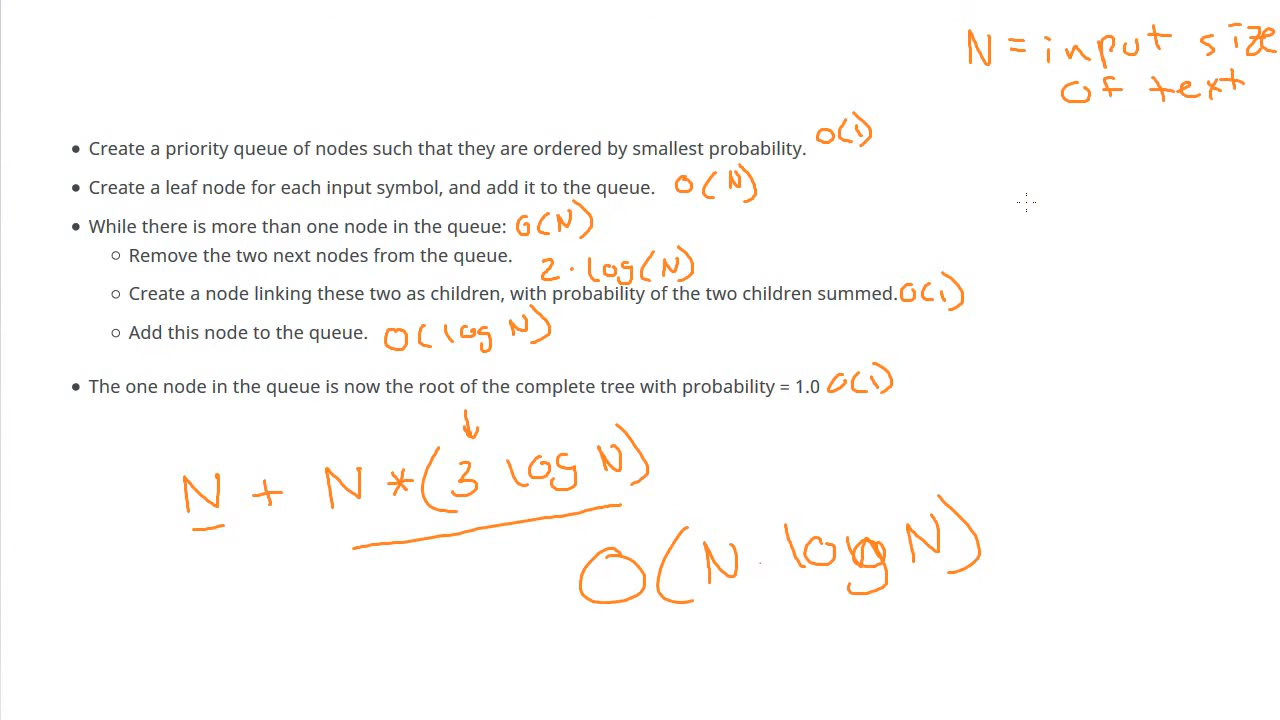 N = input size
of text
• Create a priority queue of nodes such that they are ordered by smallest probability. O(1)
• Create a leaf node for each input symbol, and add it to the queue. O(N)
• While there is more than one node in the queue: O(N)
○ Remove the two next nodes from the queue. 2·log(N)
○ Create a node linking these two as children, with probability of the two children summed. O(1)
○ Add this node to the queue. O(log N)
• The one node in the queue is now the root of the complete tree with probability = 1.0 O(1)
N + N * (3 log N)
O(N · log N)